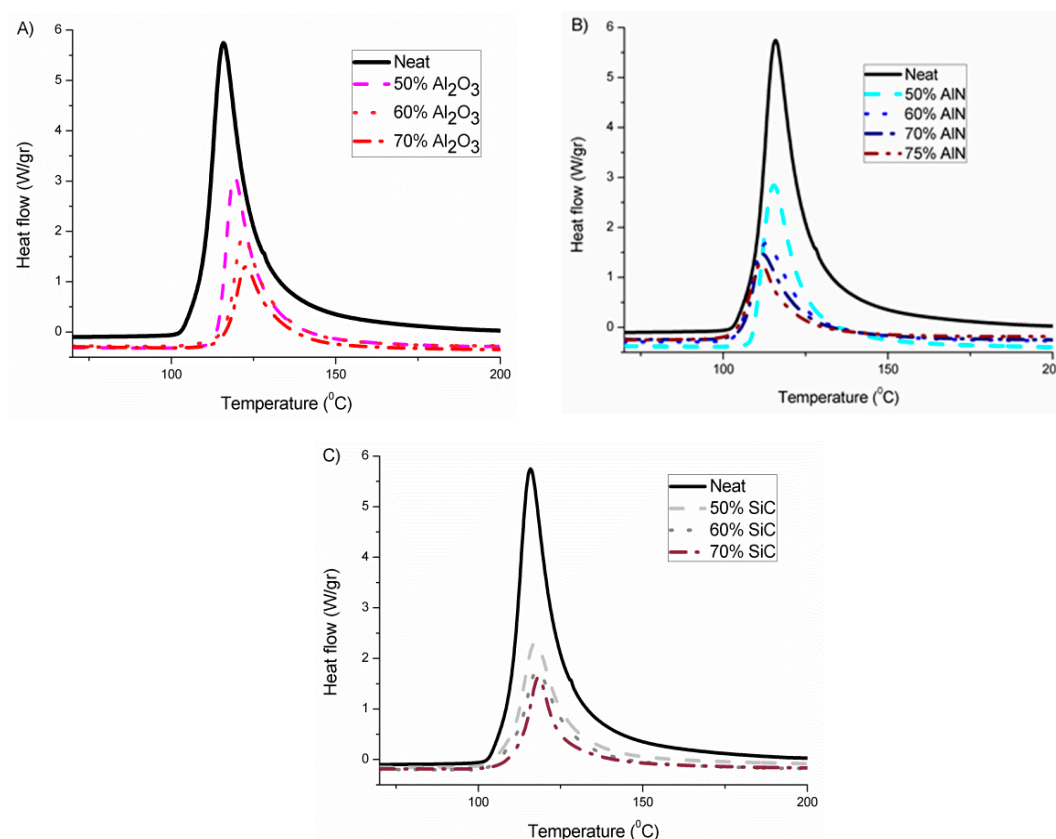 A)
6
5
4
3
2
1
0
100
150
200
Heat flow (W/gr)
Temperature (⁰C)
Neat
50% Al₂O₃
60% Al₂O₃
70% Al₂O₃
B)
6
5
4
3
2
1
0
100
150
20
Heat flow (W/gr)
Temperature (⁰C)
Neat
50% AlN
60% AlN
70% AlN
75% AlN
C)
6
5
4
3
2
1
0
100
150
200
Heat flow (W/gr)
Temperature (⁰C)
Neat
50% SiC
60% SiC
70% SiC